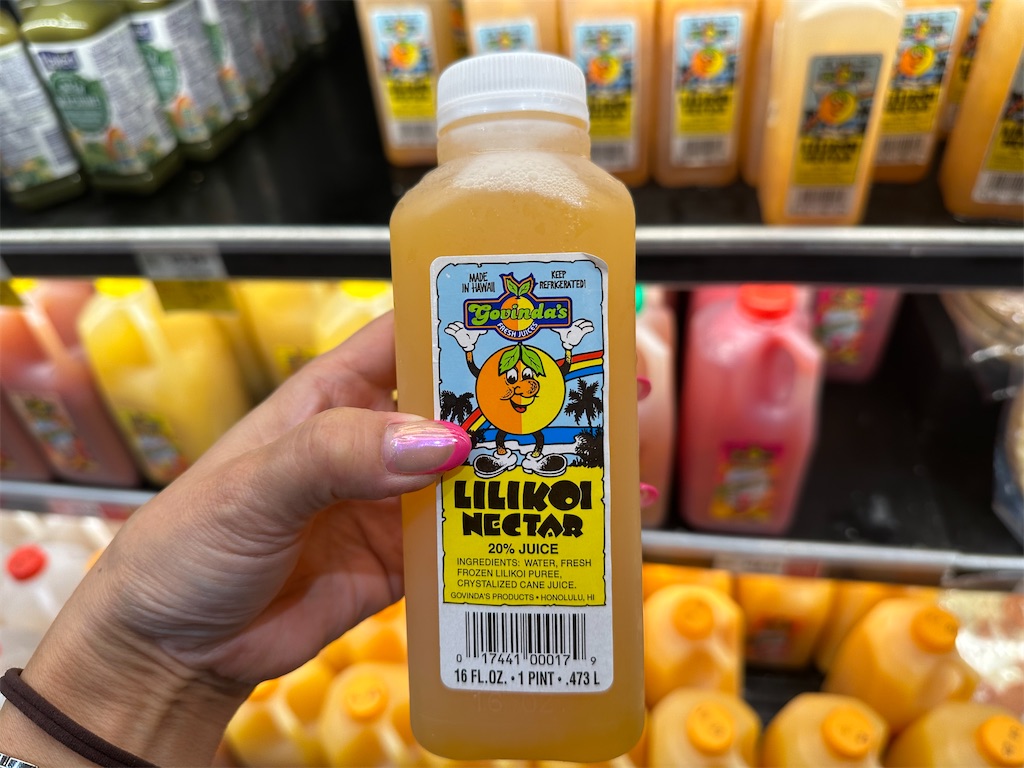 MADE
IN HAWAII
KEEP
REFRIGERATED!
Govinda's
FRESH JUICES
LILIKOI
NECTAR
20% JUICE
INGREDIENTS: WATER, FRESH
FROZEN LILIKOI PUREE,
CRYSTALIZED CANE JUICE.
GOVINDA'S PRODUCTS • HONOLULU, HI
0 17441 00017 9
16 FL.OZ. • 1 PINT • .473 L